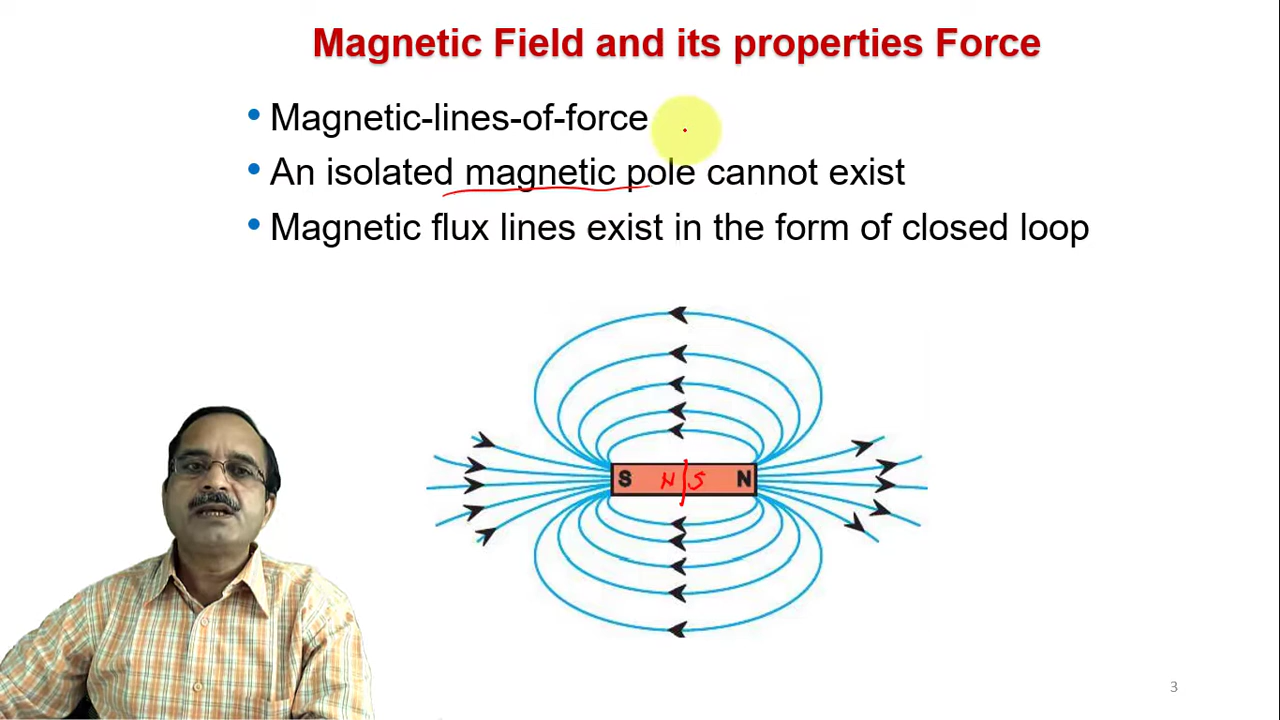 Magnetic Field and its properties Force
• Magnetic-lines-of-force
• An isolated magnetic pole cannot exist
• Magnetic flux lines exist in the form of closed loop
S N S N
3